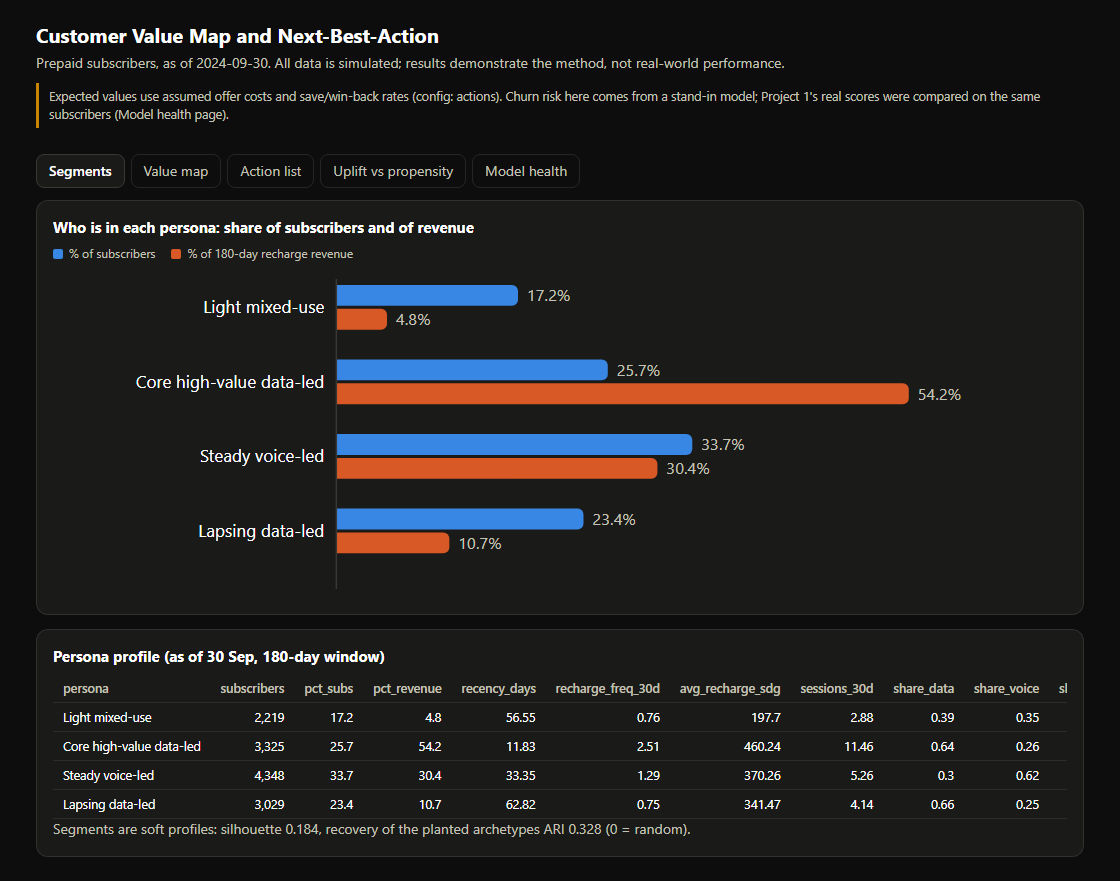 Customer Value Map and Next-Best-Action
Prepaid subscribers, as of 2024-09-30. All data is simulated; results demonstrate the method, not real-world performance.
Expected values use assumed offer costs and save/win-back rates (config: actions). Churn risk here comes from a stand-in model; Project 1's real scores were compared on the same
subscribers (Model health page).
Segments Value map Action list Uplift vs propensity Model health
Who is in each persona: share of subscribers and of revenue
% of subscribers % of 180-day recharge revenue
Light mixed-use 17.2%
4.8%
Core high-value data-led 25.7%
54.2%
Steady voice-led 33.7%
30.4%
Lapsing data-led 23.4%
10.7%
Persona profile (as of 30 Sep, 180-day window)
persona subscribers pct_subs pct_revenue recency_days recharge_freq_30d avg_recharge_sdg sessions_30d share_data share_voice
Light mixed-use 2,219 17.2 4.8 56.55 0.76 197.7 2.88 0.39 0.35
Core high-value data-led 3,325 25.7 54.2 11.83 2.51 460.24 11.46 0.64 0.26
Steady voice-led 4,348 33.7 30.4 33.35 1.29 370.26 5.26 0.3 0.62
Lapsing data-led 3,029 23.4 10.7 62.82 0.75 341.47 4.14 0.66 0.25
Segments are soft profiles: silhouette 0.184, recovery of the planted archetypes ARI 0.328 (0 = random).